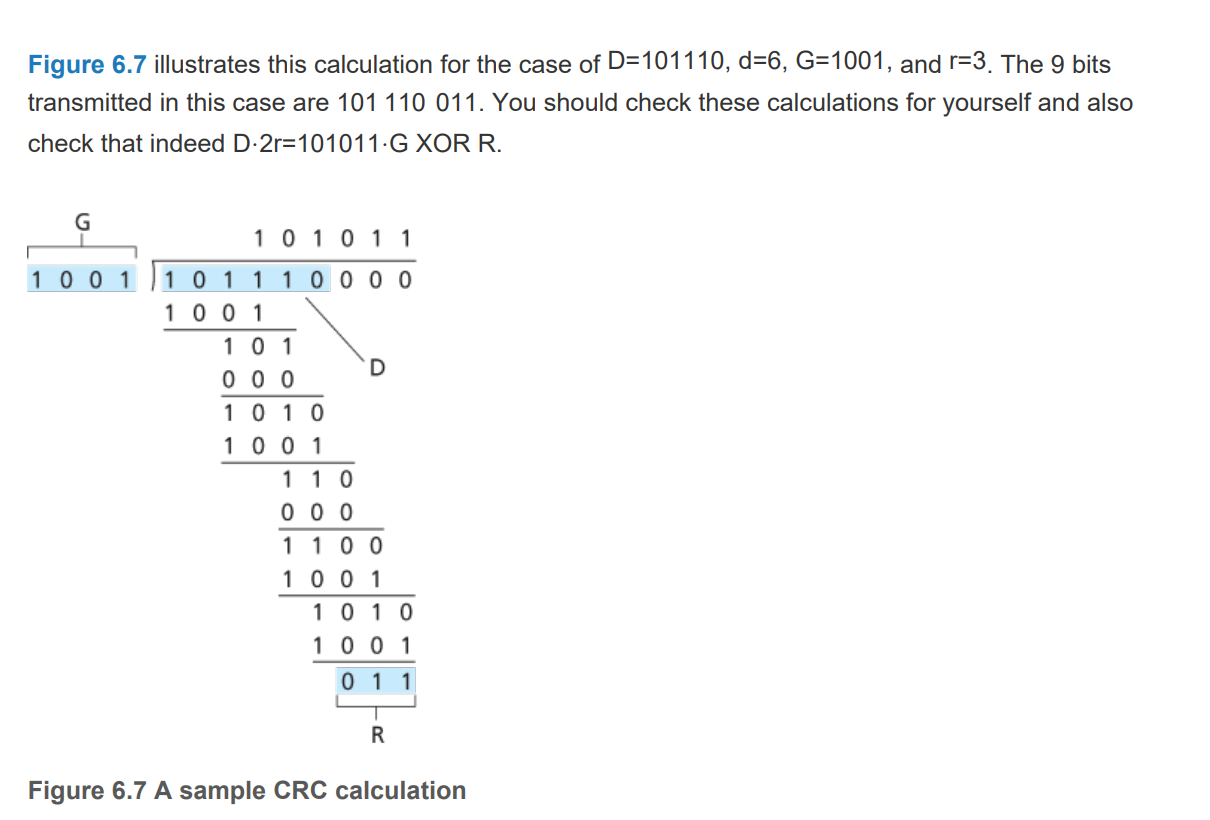 Figure 6.7 illustrates this calculation for the case of D=101110, d=6, G=1001, and r=3. The 9 bits
transmitted in this case are 101 110 011. You should check these calculations for yourself and also
check that indeed D⋅2r=101011⋅G XOR R.
G
1 0 1 0 1 1
1 0 0 1 ) 1 0 1 1 1 0 0 0 0
1 0 0 1
1 0 1
D
0 0 0
1 0 1 0
1 0 0 1
1 1 0
0 0 0
1 1 0 0
1 0 0 1
1 0 1 0
1 0 0 1
0 1 1
R
Figure 6.7 A sample CRC calculation